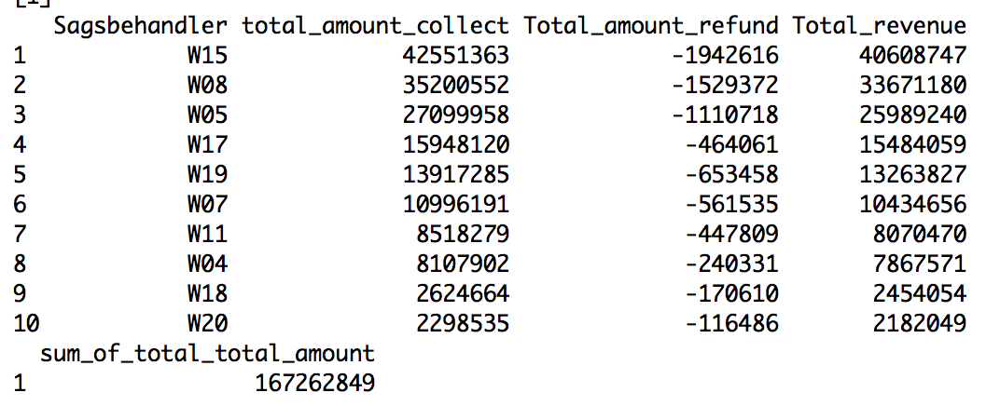 [1]
Sagsbehandler total_amount_collect Total_amount_refund Total_revenue
1 W15 42551363 -1942616 40608747
2 W08 35200552 -1529372 33671180
3 W05 27099958 -1110718 25989240
4 W17 15948120 -464061 15484059
5 W19 13917285 -653458 13263827
6 W07 10996191 -561535 10434656
7 W11 8518279 -447809 8070470
8 W04 8107902 -240331 7867571
9 W18 2624664 -170610 2454054
10 W20 2298535 -116486 2182049
sum_of_total_total_amount
1 167262849